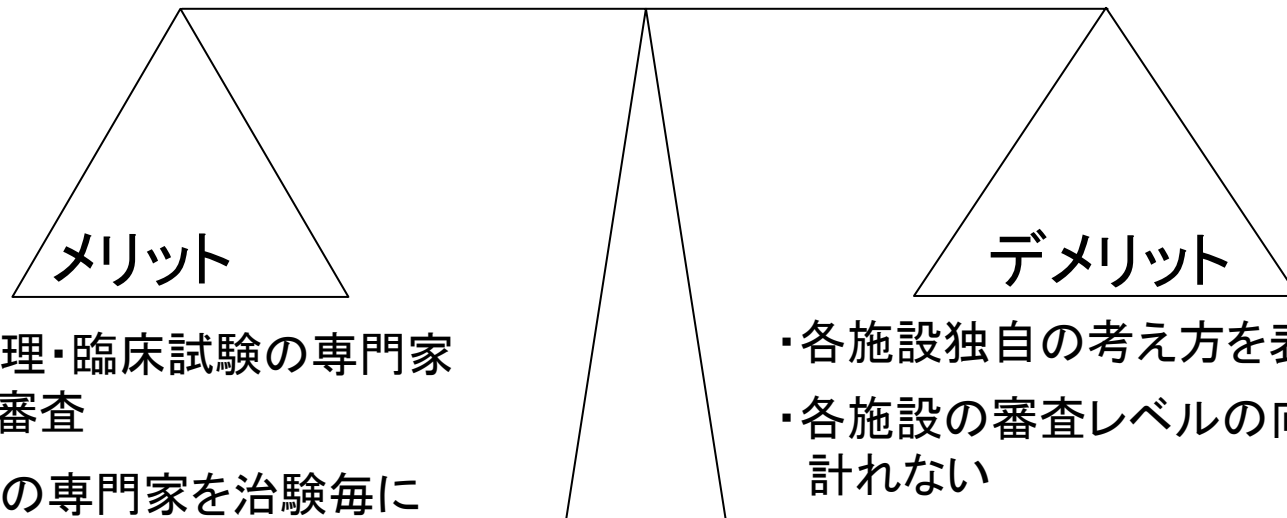 メリット
理・臨床試験の専門家
審査
の専門家を治験毎に
デメリット
・各施設独自の考え方を
・各施設の審査レベルの
計れない